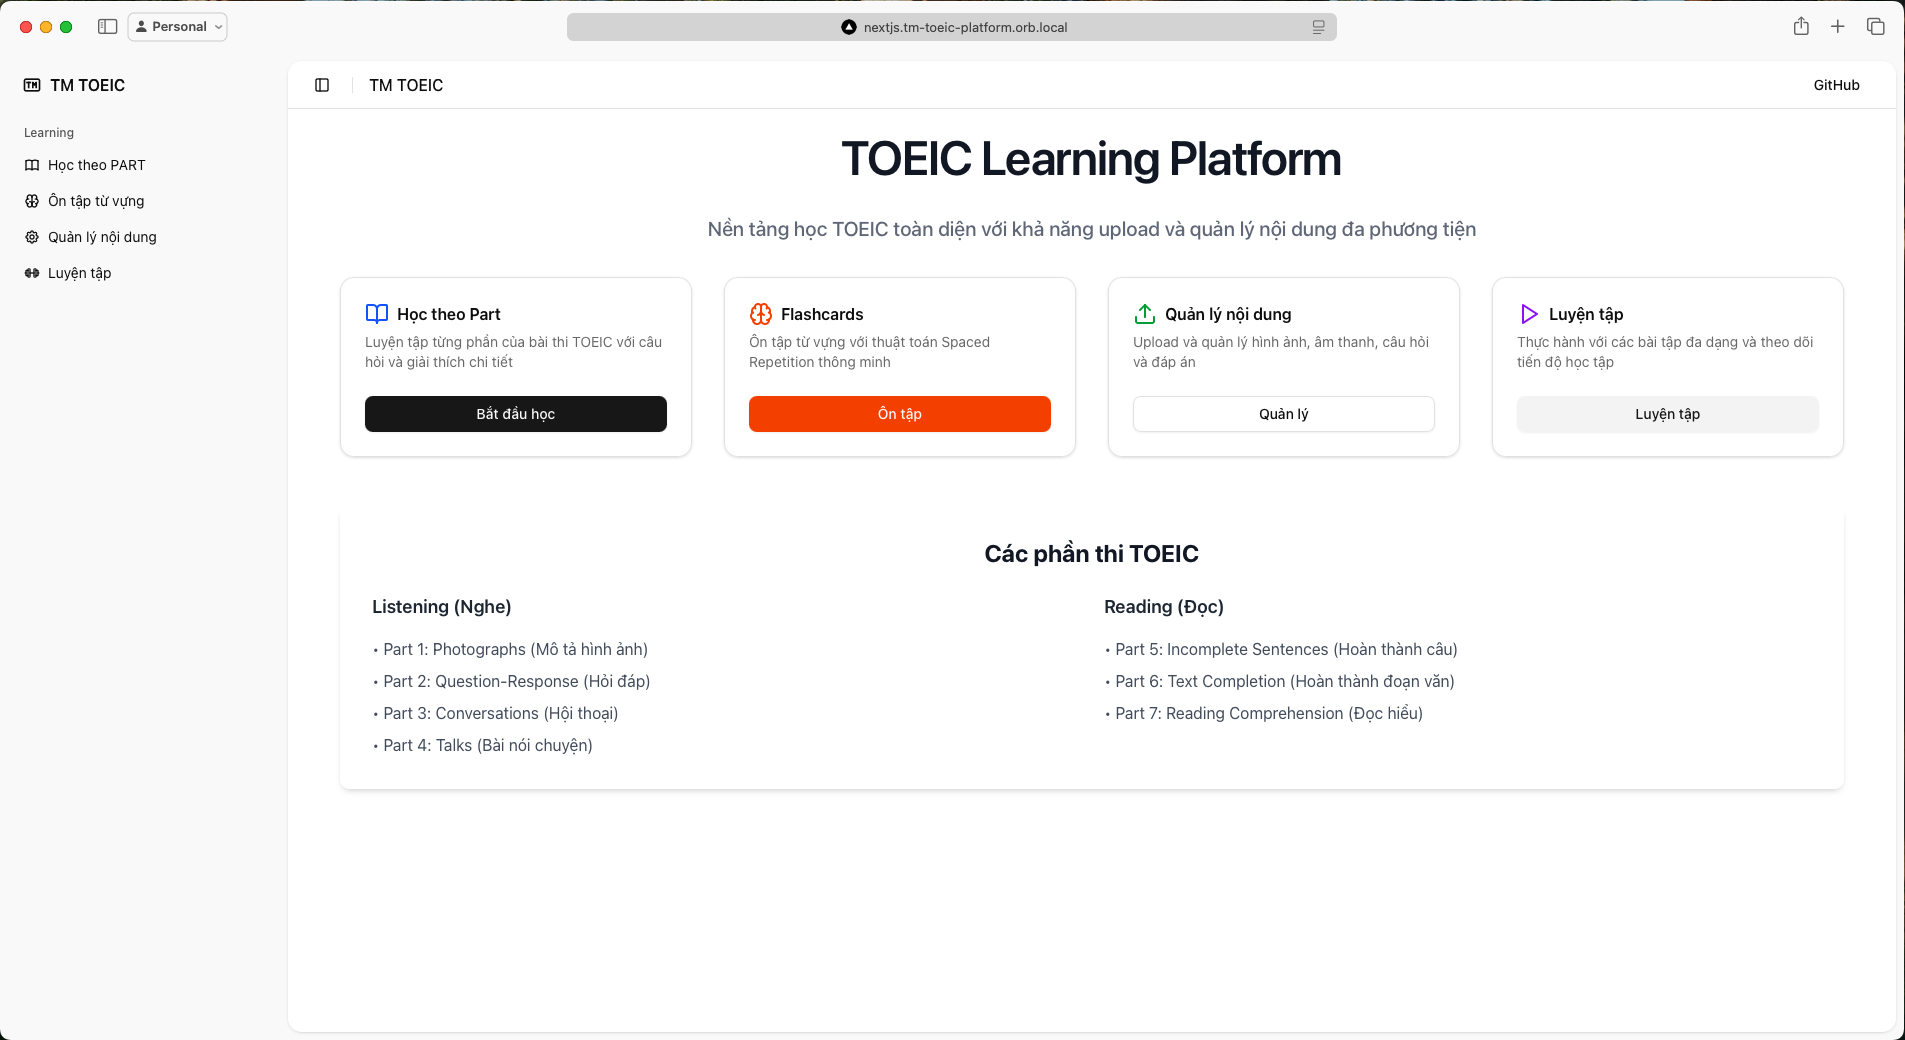 Personal
nextjs.tm-toeic-platform.orb.local
TM TOEIC
Learning
Học theo PART
Ôn tập từ vựng
Quản lý nội dung
Luyện tập
TM TOEIC
GitHub
TOEIC Learning Platform
Nền tảng học TOEIC toàn diện với khả năng upload và quản lý nội dung đa phương tiện
Học theo Part
Luyện tập từng phần của bài thi TOEIC với câu
hỏi và giải thích chi tiết
Bắt đầu học
Flashcards
Ôn tập từ vựng với thuật toán Spaced
Repetition thông minh
Ôn tập
Quản lý nội dung
Upload và quản lý hình ảnh, âm thanh, câu hỏi
và đáp án
Quản lý
Luyện tập
Thực hành với các bài tập đa dạng và theo dõi
tiến độ học tập
Luyện tập
Các phần thi TOEIC
Listening (Nghe)
• Part 1: Photographs (Mô tả hình ảnh)
• Part 2: Question-Response (Hỏi đáp)
• Part 3: Conversations (Hội thoại)
• Part 4: Talks (Bài nói chuyện)
Reading (Đọc)
• Part 5: Incomplete Sentences (Hoàn thành câu)
• Part 6: Text Completion (Hoàn thành đoạn văn)
• Part 7: Reading Comprehension (Đọc hiểu)